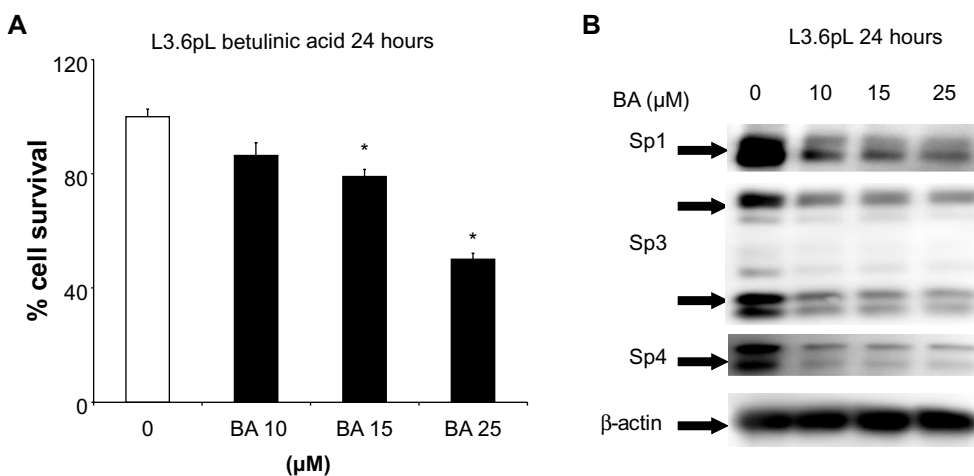 A
L3.6pL betulinic acid 24 hours
% cell survival
120
80
40
0
*
*
0 BA 10 BA 15 BA 25
(µM)
B
L3.6pL 24 hours
BA (µM) 0 10 15 25
Sp1
Sp3
Sp4
β-actin